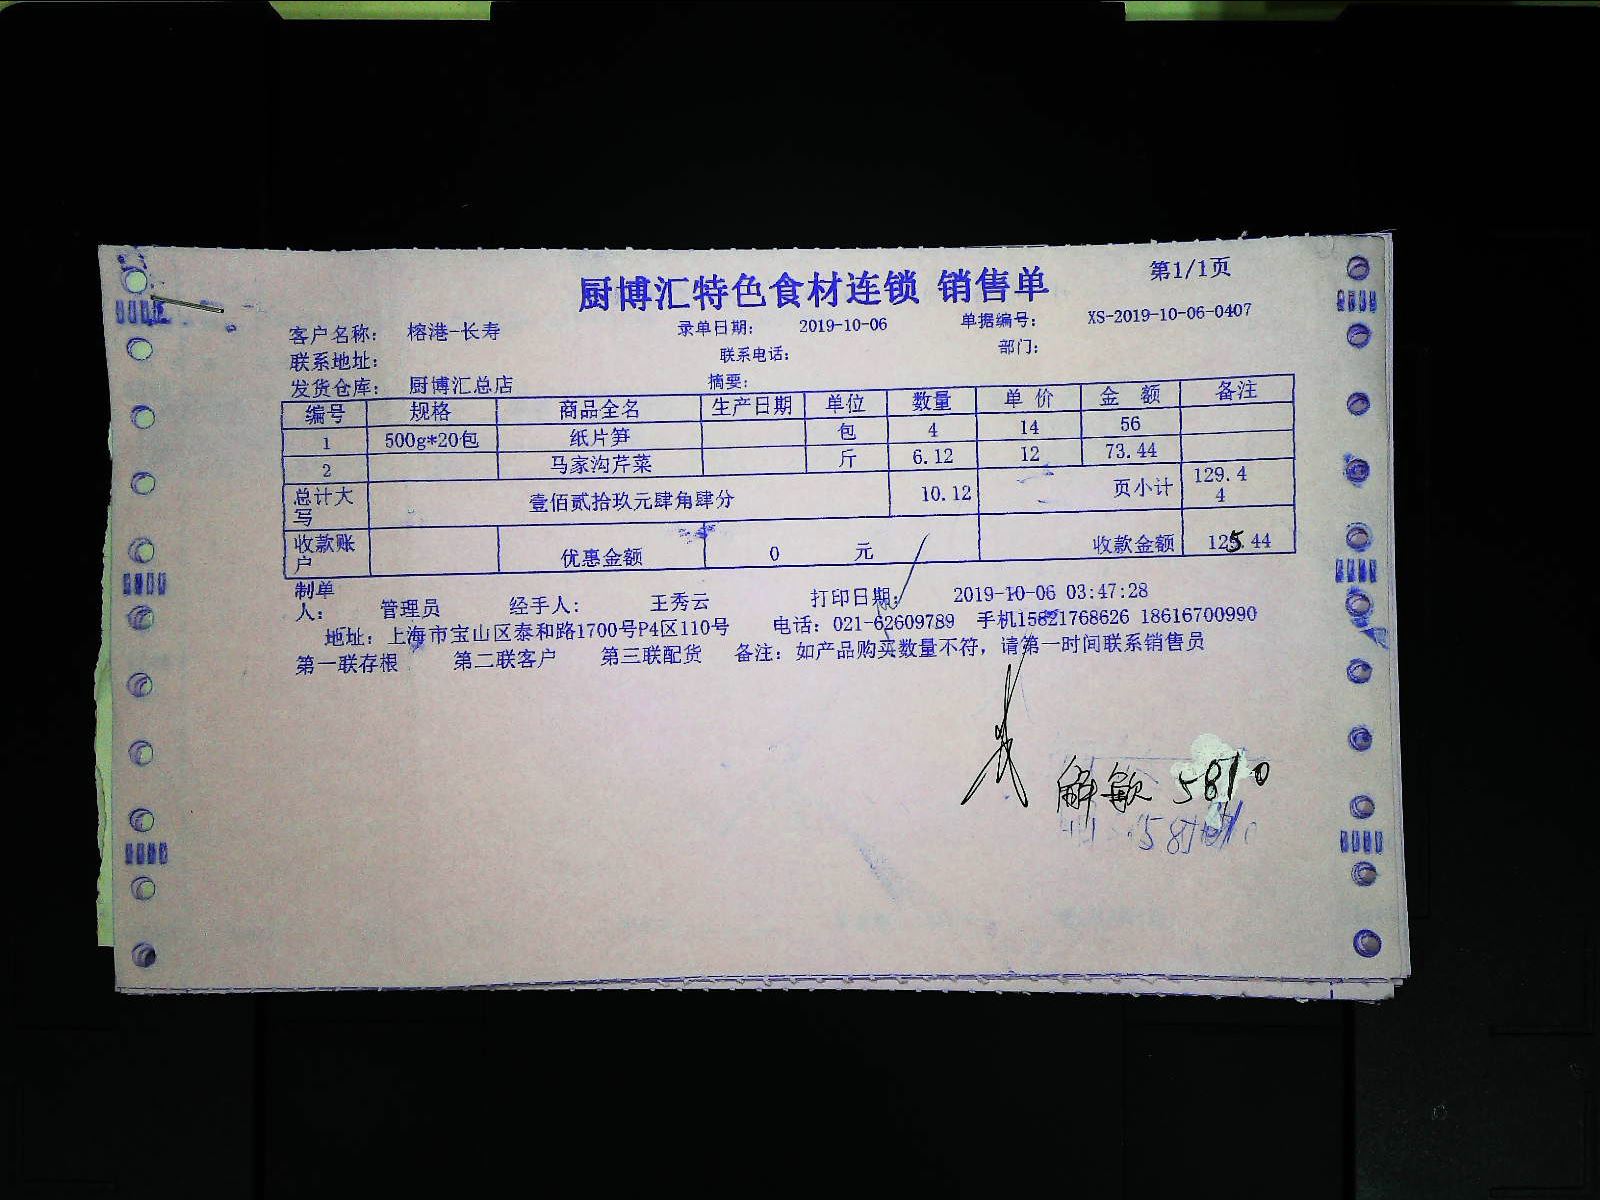 厨博汇特色食材连锁 销售单 第1/1页
客户名称: 榕港-长寿 录单日期: 2019-10-06 单据编号: XS-2019-10-06-0407
联系地址: 联系电话: 部门:
发货仓库: 厨博汇总店 摘要:
编号 规格 商品全名 生产日期 单位 数量 单价 金额 备注
1 500g*20包 纸片笋 包 4 14 56
2 马家沟芹菜 斤 6.12 12 73.44
总计大写 壹佰贰拾玖元肆角肆分 10.12 页小计 129.44
收款账户 优惠金额 0 元 收款金额 125.44
制单人: 管理员 经手人: 王秀云 打印日期: 2019-10-06 03:47:28
地址: 上海市宝山区泰和路1700号P4区110号 电话: 021-62609789 手机15821768626 18616700990
第一联存根 第二联客户 第三联配货 备注: 如产品购买数量不符, 请第一时间联系销售员
5810